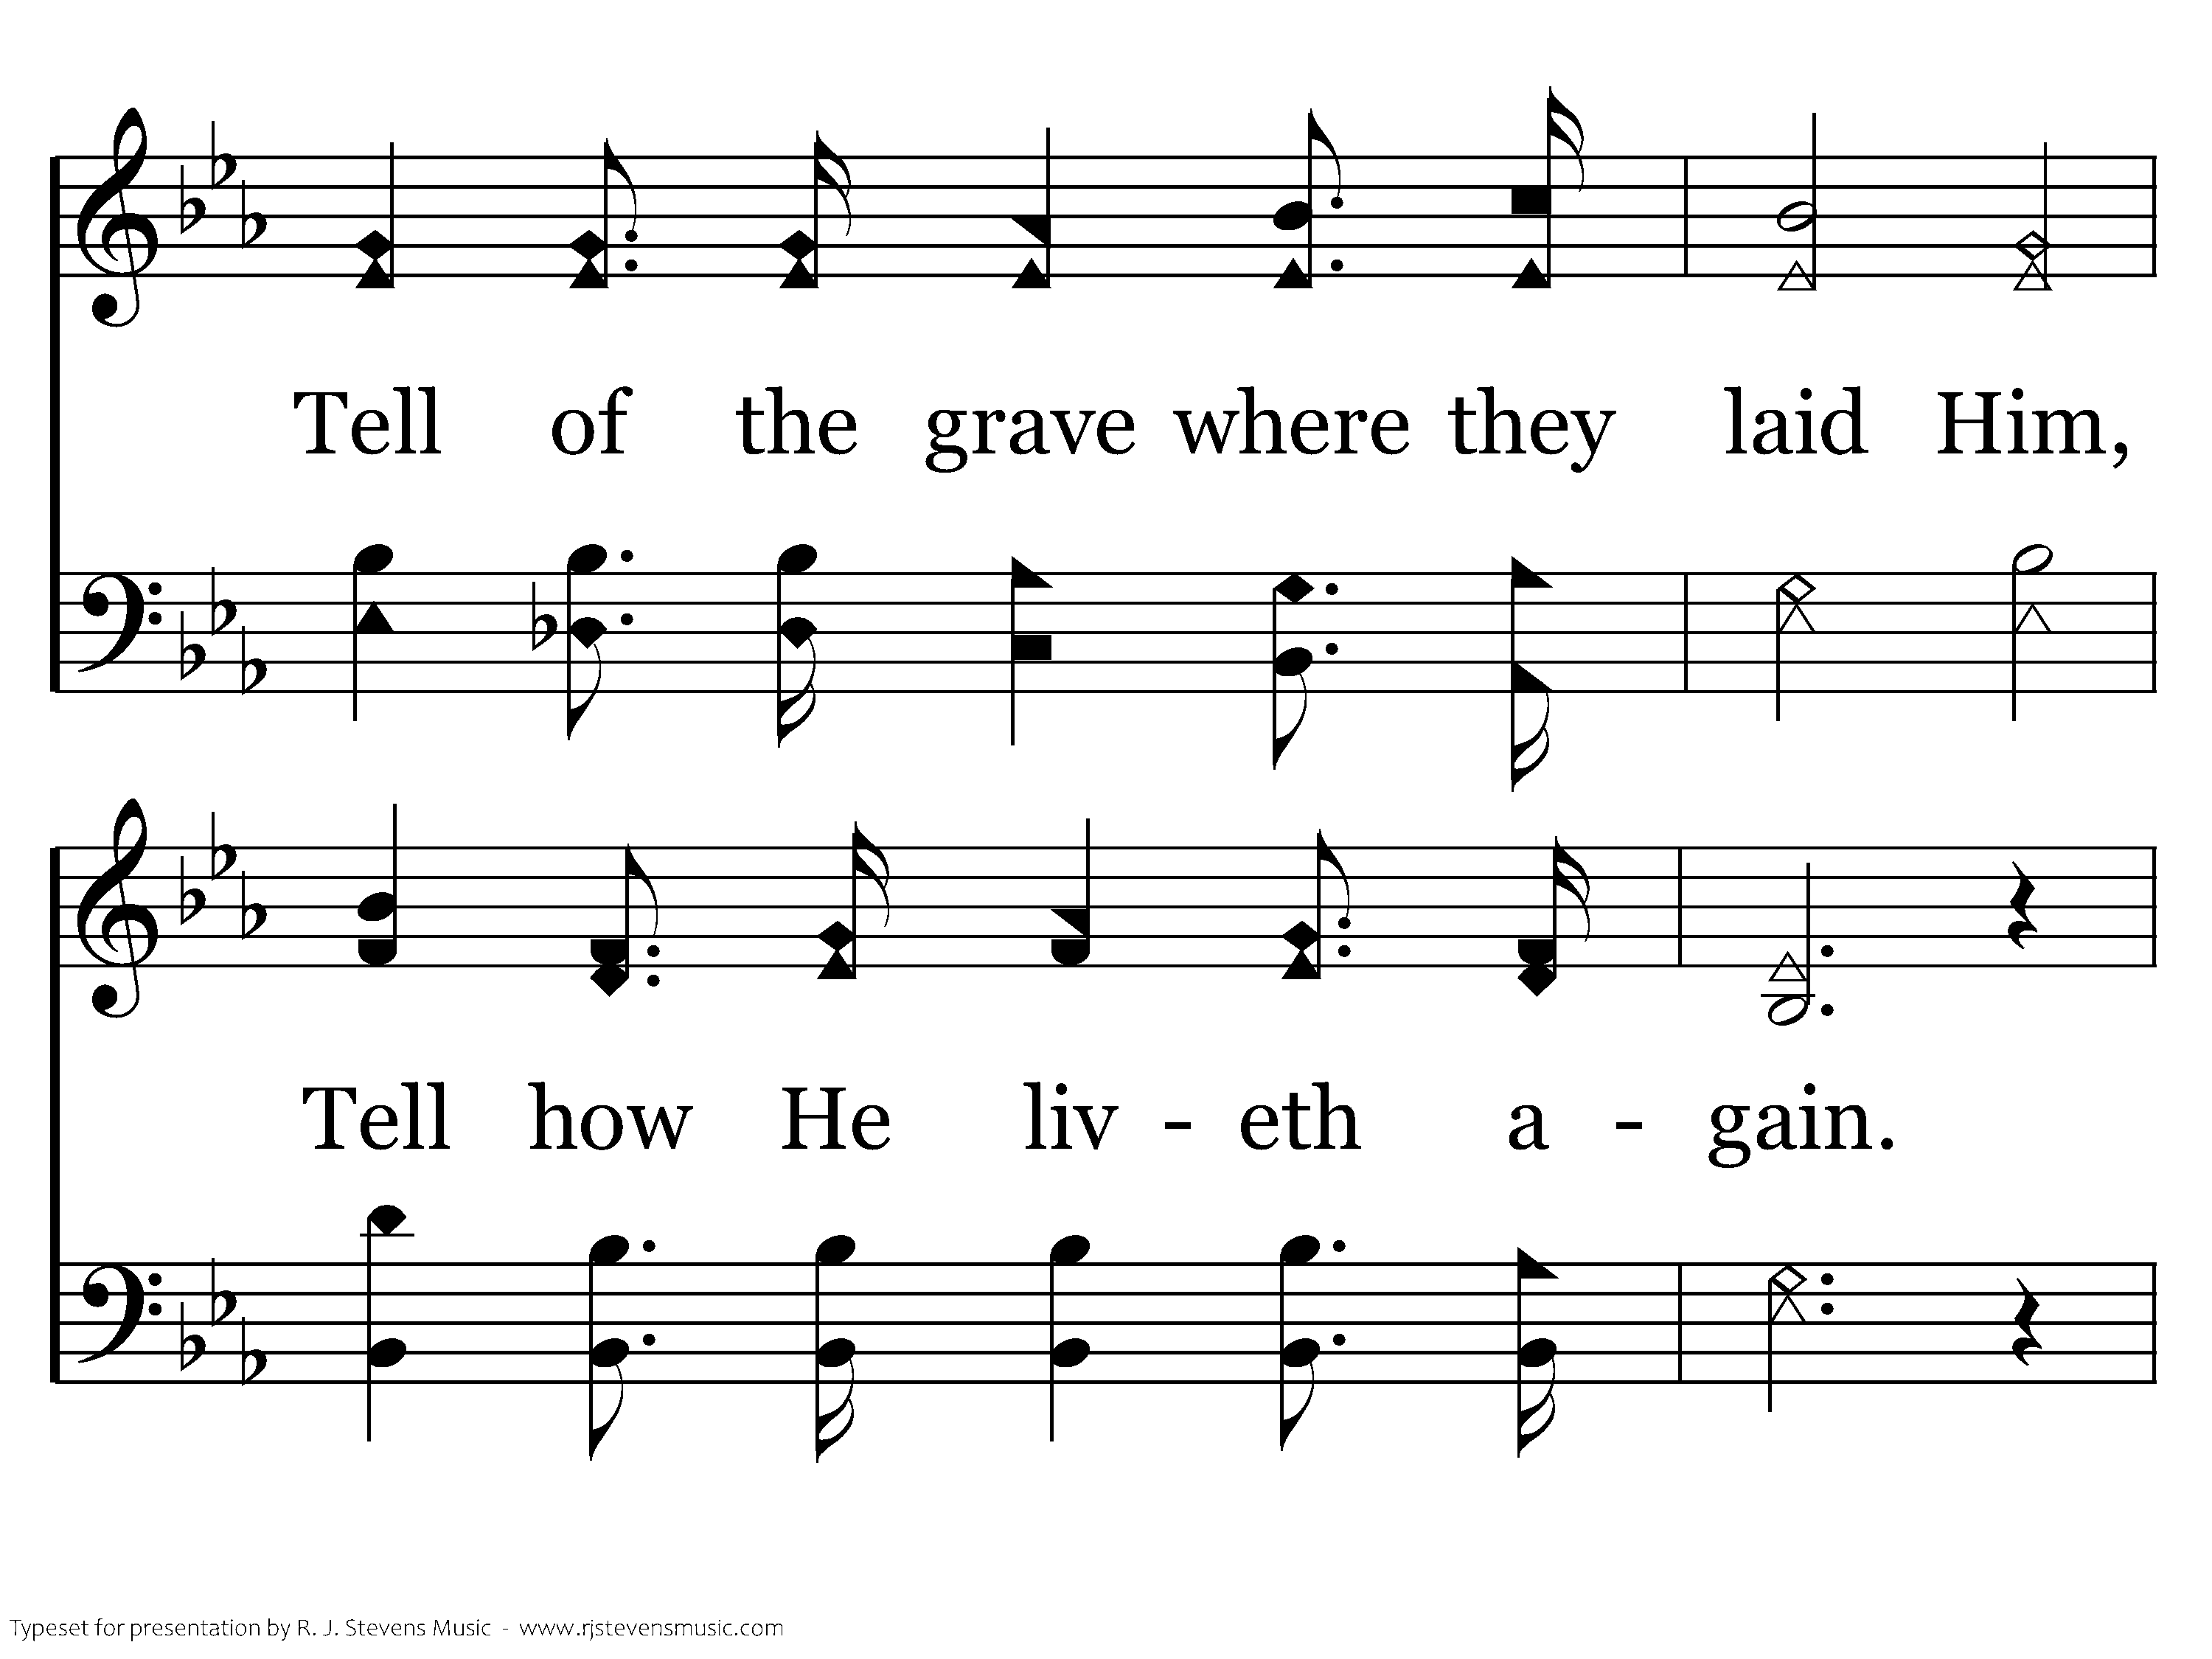 Tell of the grave where they laid Him,
Tell how He liv - eth a - gain.
Typeset for presentation by R. J. Stevens Music - www.rjstevensmusic.com